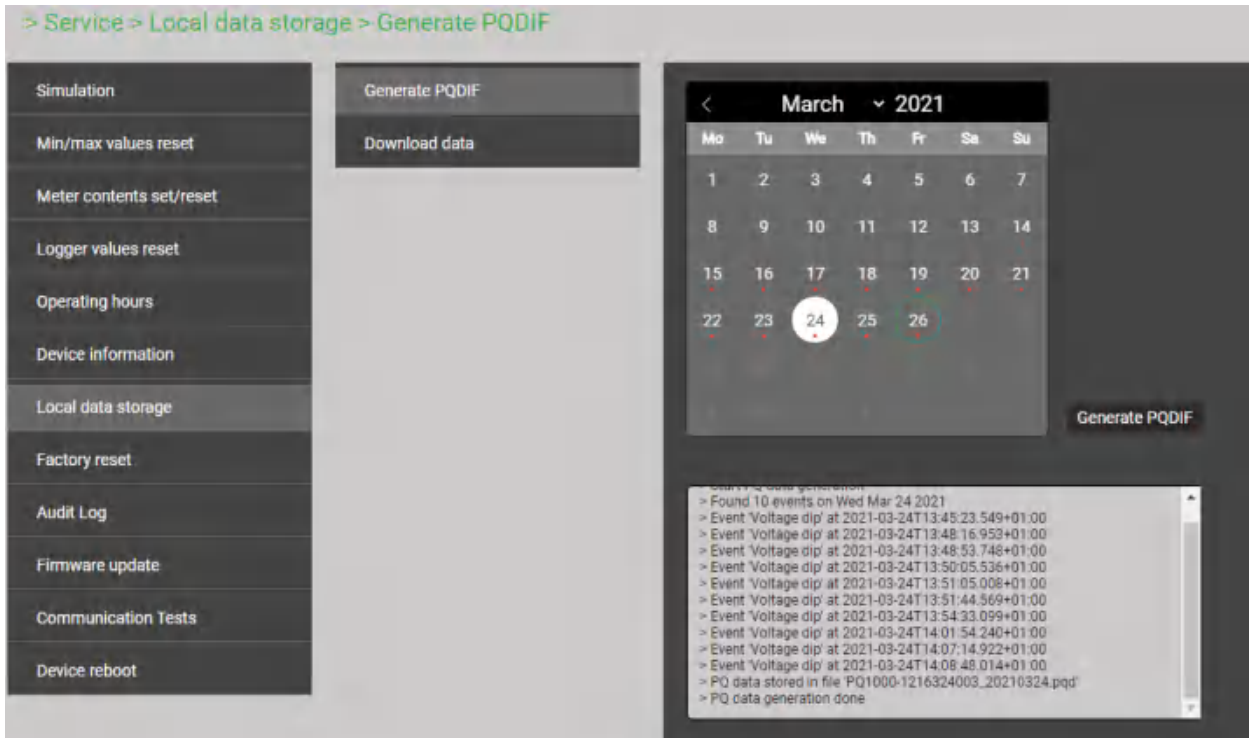 > Service > Local data storage > Generate PQDIF
Simulation
Min/max values reset
Meter contents set/reset
Logger values reset
Operating hours
Device information
Local data storage
Factory reset
Audit Log
Firmware update
Communication Tests
Device reboot
Generate PQDIF
Download data
< March 2021
Mo Tu We Th Fr Sa Su
1 2 3 4 5 6 7
8 9 10 11 12 13 14
15 16 17 18 19 20 21
22 23 24 25 26
Generate PQDIF
> Start PQ data generation
> Found 10 events on Wed Mar 24 2021
> Event 'Voltage dip' at 2021-03-24T13:45:23.549+01:00
> Event 'Voltage dip' at 2021-03-24T13:48:16.953+01:00
> Event 'Voltage dip' at 2021-03-24T13:48:53.748+01:00
> Event 'Voltage dip' at 2021-03-24T13:50:05.536+01:00
> Event 'Voltage dip' at 2021-03-24T13:51:05.008+01:00
> Event 'Voltage dip' at 2021-03-24T13:51:44.569+01:00
> Event 'Voltage dip' at 2021-03-24T13:54:33.099+01:00
> Event 'Voltage dip' at 2021-03-24T14:01:54.240+01:00
> Event 'Voltage dip' at 2021-03-24T14:07:14.922+01:00
> Event 'Voltage dip' at 2021-03-24T14:08:48.014+01:00
> PQ data stored in file 'PQ1000-1216324003_20210324.pqd'
> PQ data generation done